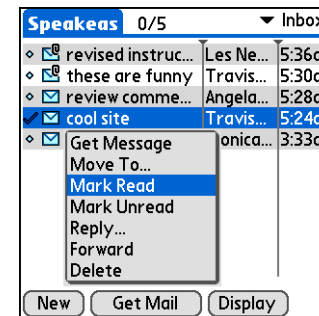 Speakeas 0/5 Inbox
revised instruc... Les Ne... 5:36
these are funny Travis... 5:30
review comme... Angela... 5:28
cool site Travis... 5:24
onica... 3:33
Get Message
Move To...
Mark Read
Mark Unread
Reply...
Forward
Delete
New Get Mail Display